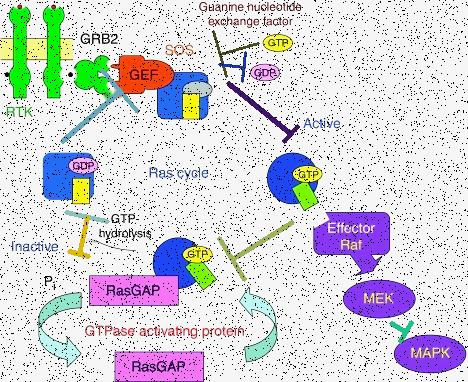 Guanine nucleotide
exchange factor
GRB2
SOS
GTP
GEF
GDP
RTK
Active
GDP
Ras cycle
GTP
GTP
hydrolysis
Effector
Raf
Inactive
GTP
Pi
RasGAP
MEK
GTPase activating protein
MAPK
RasGAP